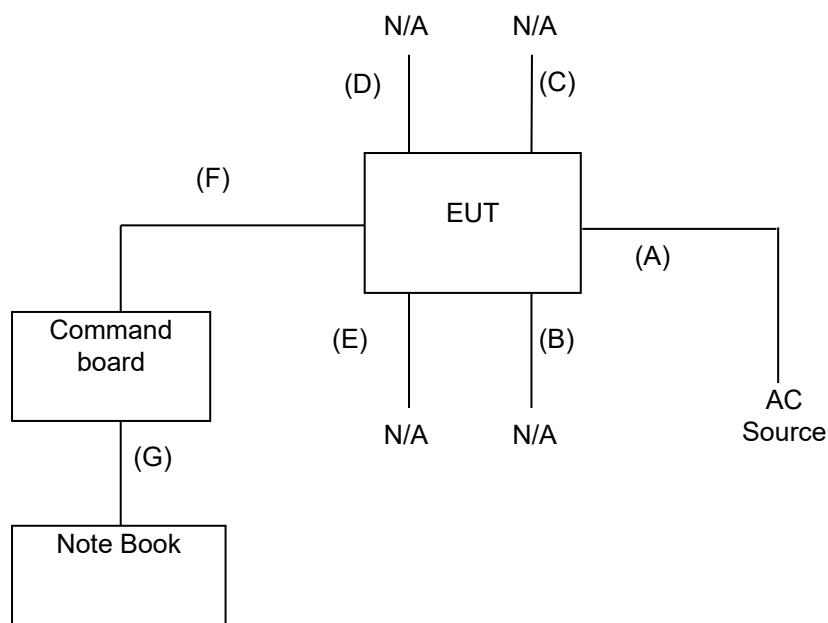 N/A
N/A
(D)
(C)
(F)
EUT
(A)
Command
board
(E)
(B)
AC
Source
N/A
N/A
(G)
Note Book